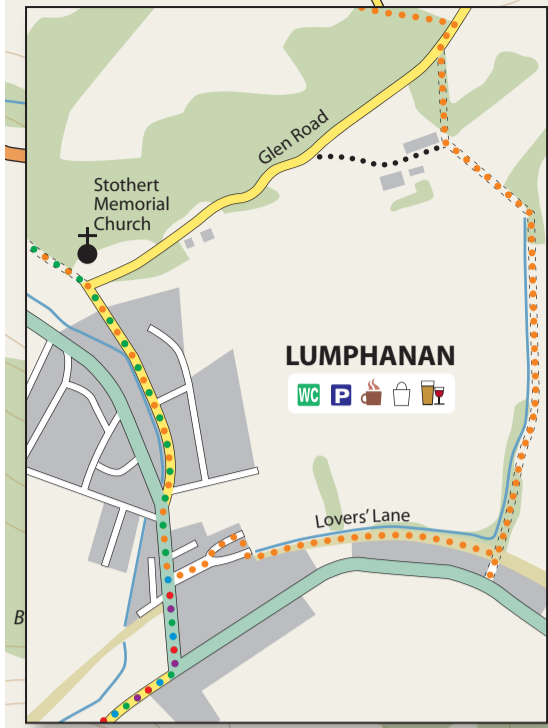 Glen Road
Stothert
Memorial
Church
LUMPHANAN
WC P
Lovers' Lane
B